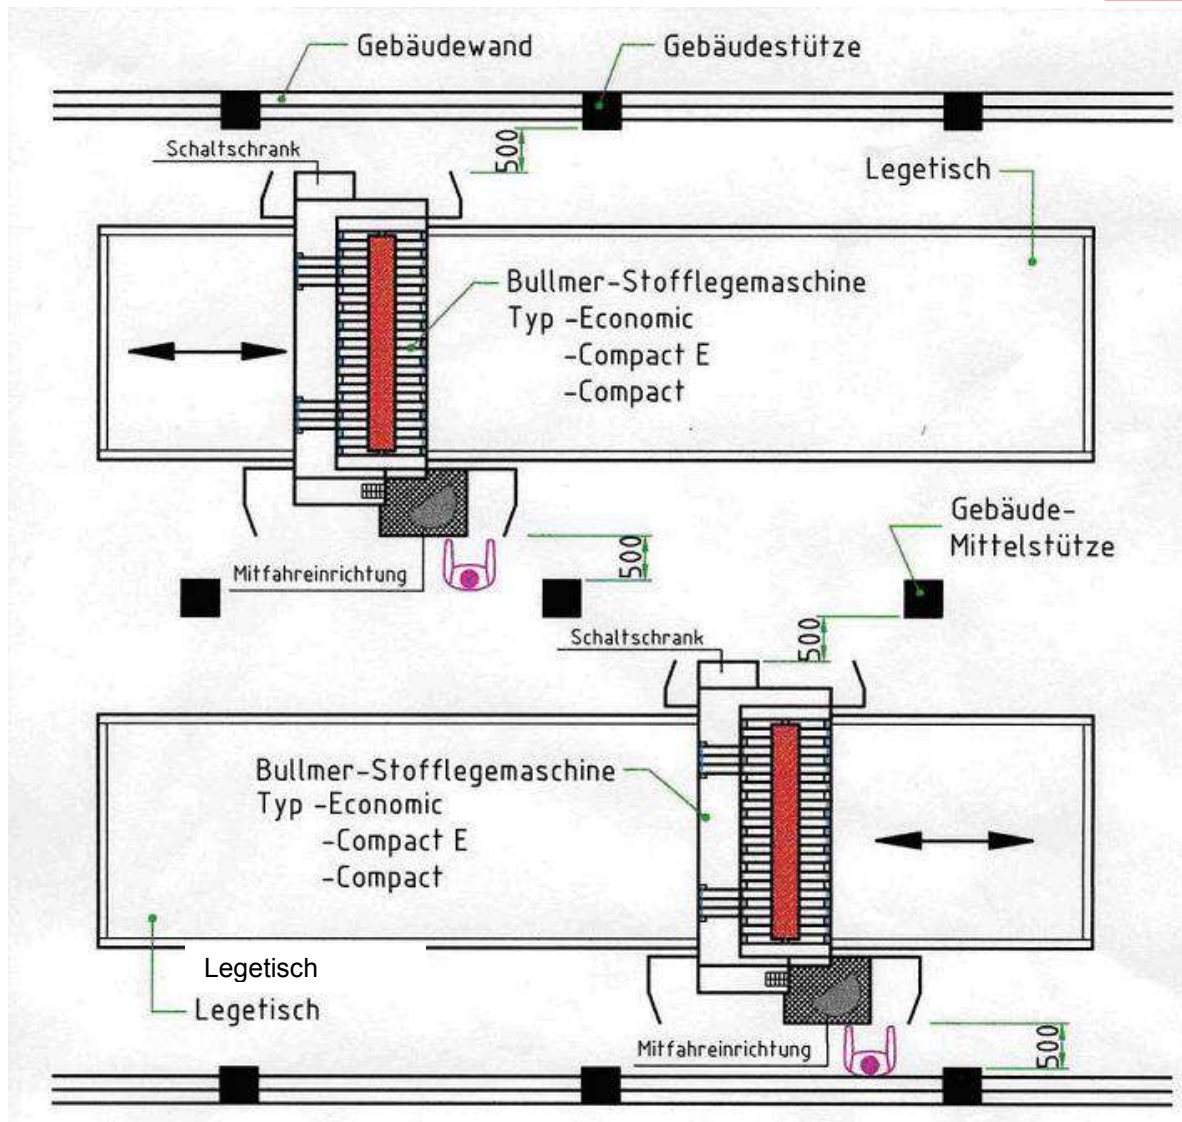 Gebäudewand
Gebäudestütze
Schaltschrank
500
Legetisch
Bullmer-Stofflegemaschine
Typ -Economic
-Compact E
-Compact
Gebäude-
Mittelstütze
500
Mitfahreinrichtung
500
Schaltschrank
Bullmer-Stofflegemaschine
Typ -Economic
-Compact E
-Compact
Legetisch
Legetisch
Mitfahreinrichtung
500